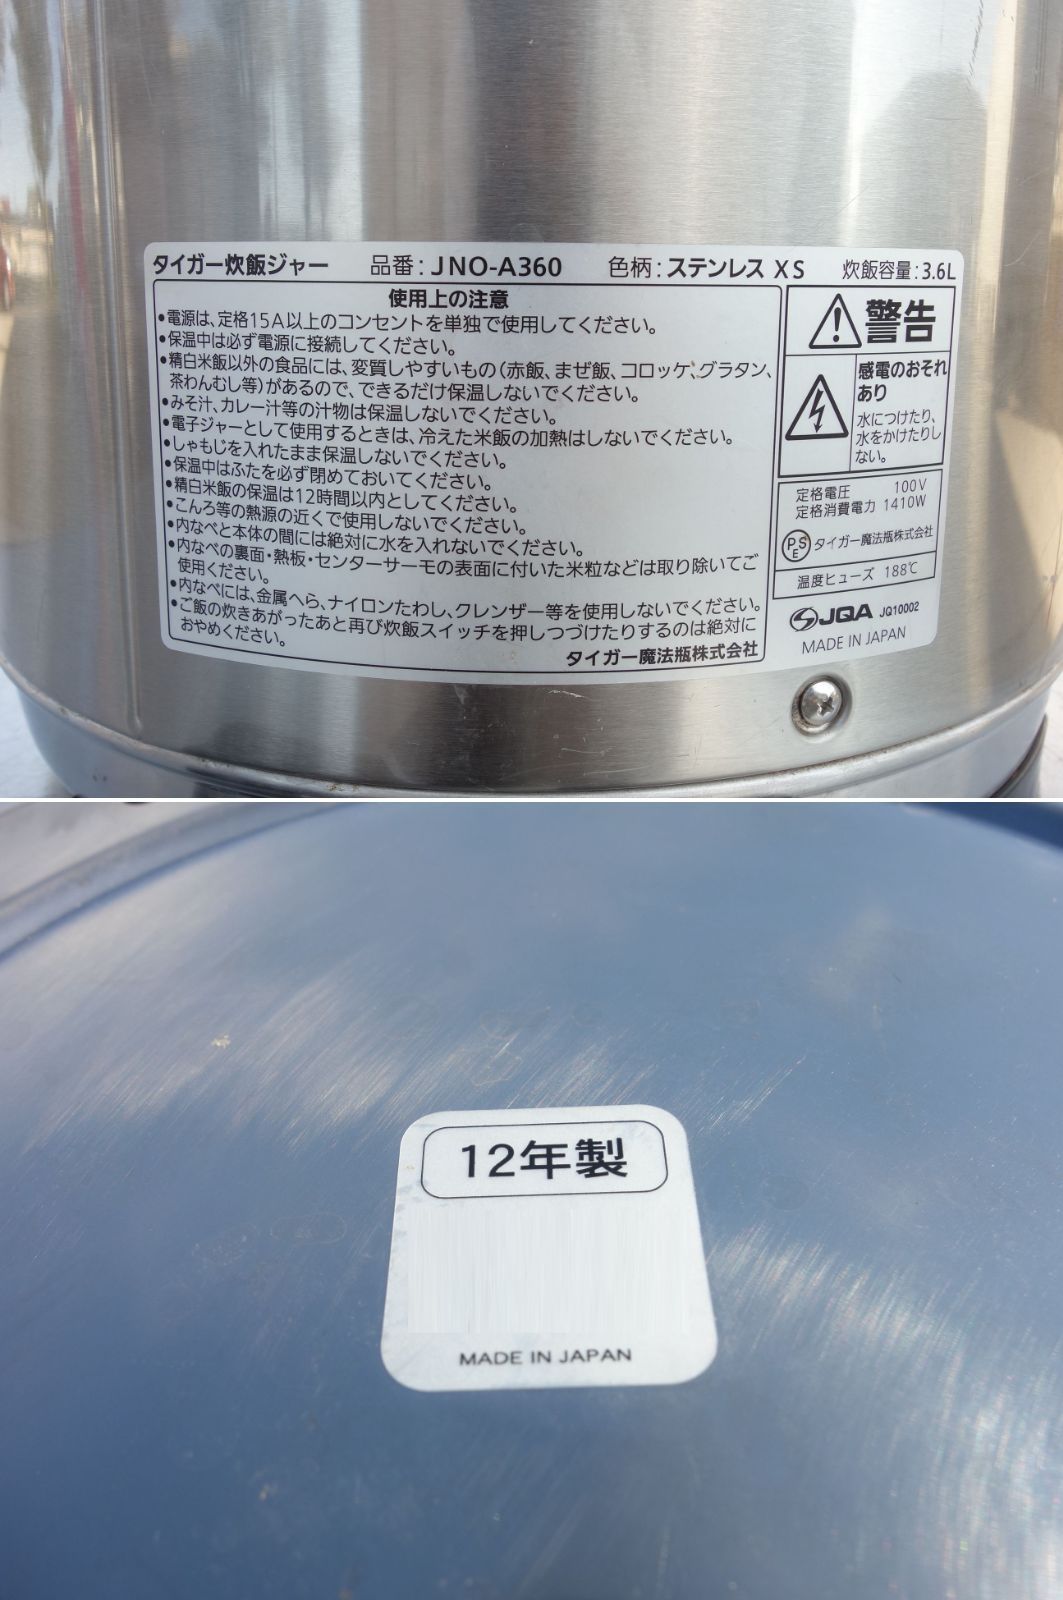 タイガー炊飯ジャー 品番：JNO-A360 色柄：ステンレス XS 炊飯容量：3.6L
使用上の注意
•電源は、定格15A以上のコンセントを単独で使用してください。
•保温中は必ず電源に接続してください。
•精白米飯以外の食品には、変質しやすいもの（赤飯、まぜ飯、コロッケ、グラタン、
茶わんむし等）があるので、できるだけ保温しないでください。
•みそ汁、カレー汁等の汁物は保温しないでください。
•電子ジャーとして使用するときは、冷えた米飯の加熱はしないでください。
•しゃもじを入れたまま保温しないでください。
•保温中はふたを必ず閉めておいてください。
•精白米飯の保温は12時間以内としてください。
•こんろ等の熱源の近くで使用しないでください。
•内なべと本体の間には絶対に水を入れないでください。
•内なべの裏面・熱板・センターサーモの表面に付いた米粒などは取り除いてご
使用ください。
•内なべには、金属へら、ナイロンたわし、クレンザー等を使用しないでください。
•ご飯の炊きあがったあと再び炊飯スイッチを押しつづけたりするのは絶対に
おやめください。
タイガー魔法瓶株式会社
警告
感電のおそれ
あり
水につけたり、
水をかけたりし
ない。
定格電圧 100V
定格消費電力 1410W
PSE タイガー魔法瓶株式会社
温度ヒューズ 188℃
JQA JQ10002
MADE IN JAPAN
12年製
MADE IN JAPAN